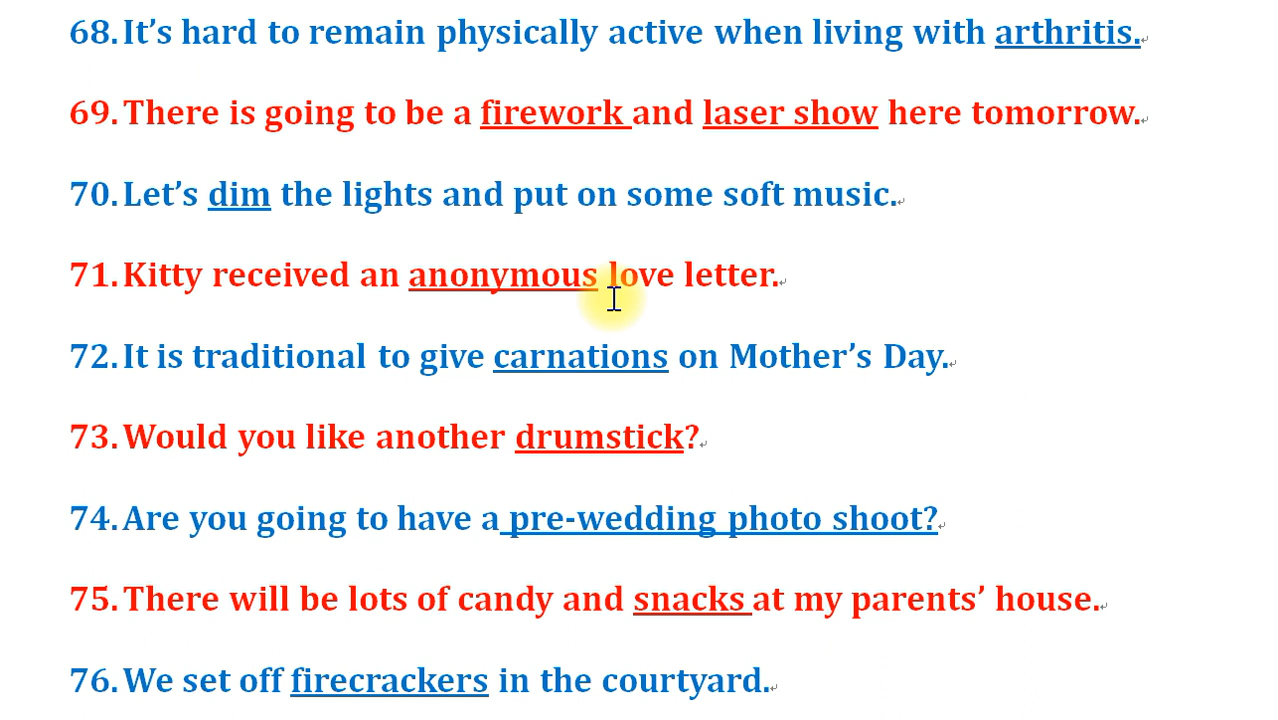 68. It’s hard to remain physically active when living with arthritis.
69. There is going to be a firework and laser show here tomorrow.
70. Let’s dim the lights and put on some soft music.
71. Kitty received an anonymous love letter.
72. It is traditional to give carnations on Mother’s Day.
73. Would you like another drumstick?
74. Are you going to have a pre-wedding photo shoot?
75. There will be lots of candy and snacks at my parents’ house.
76. We set off firecrackers in the courtyard.